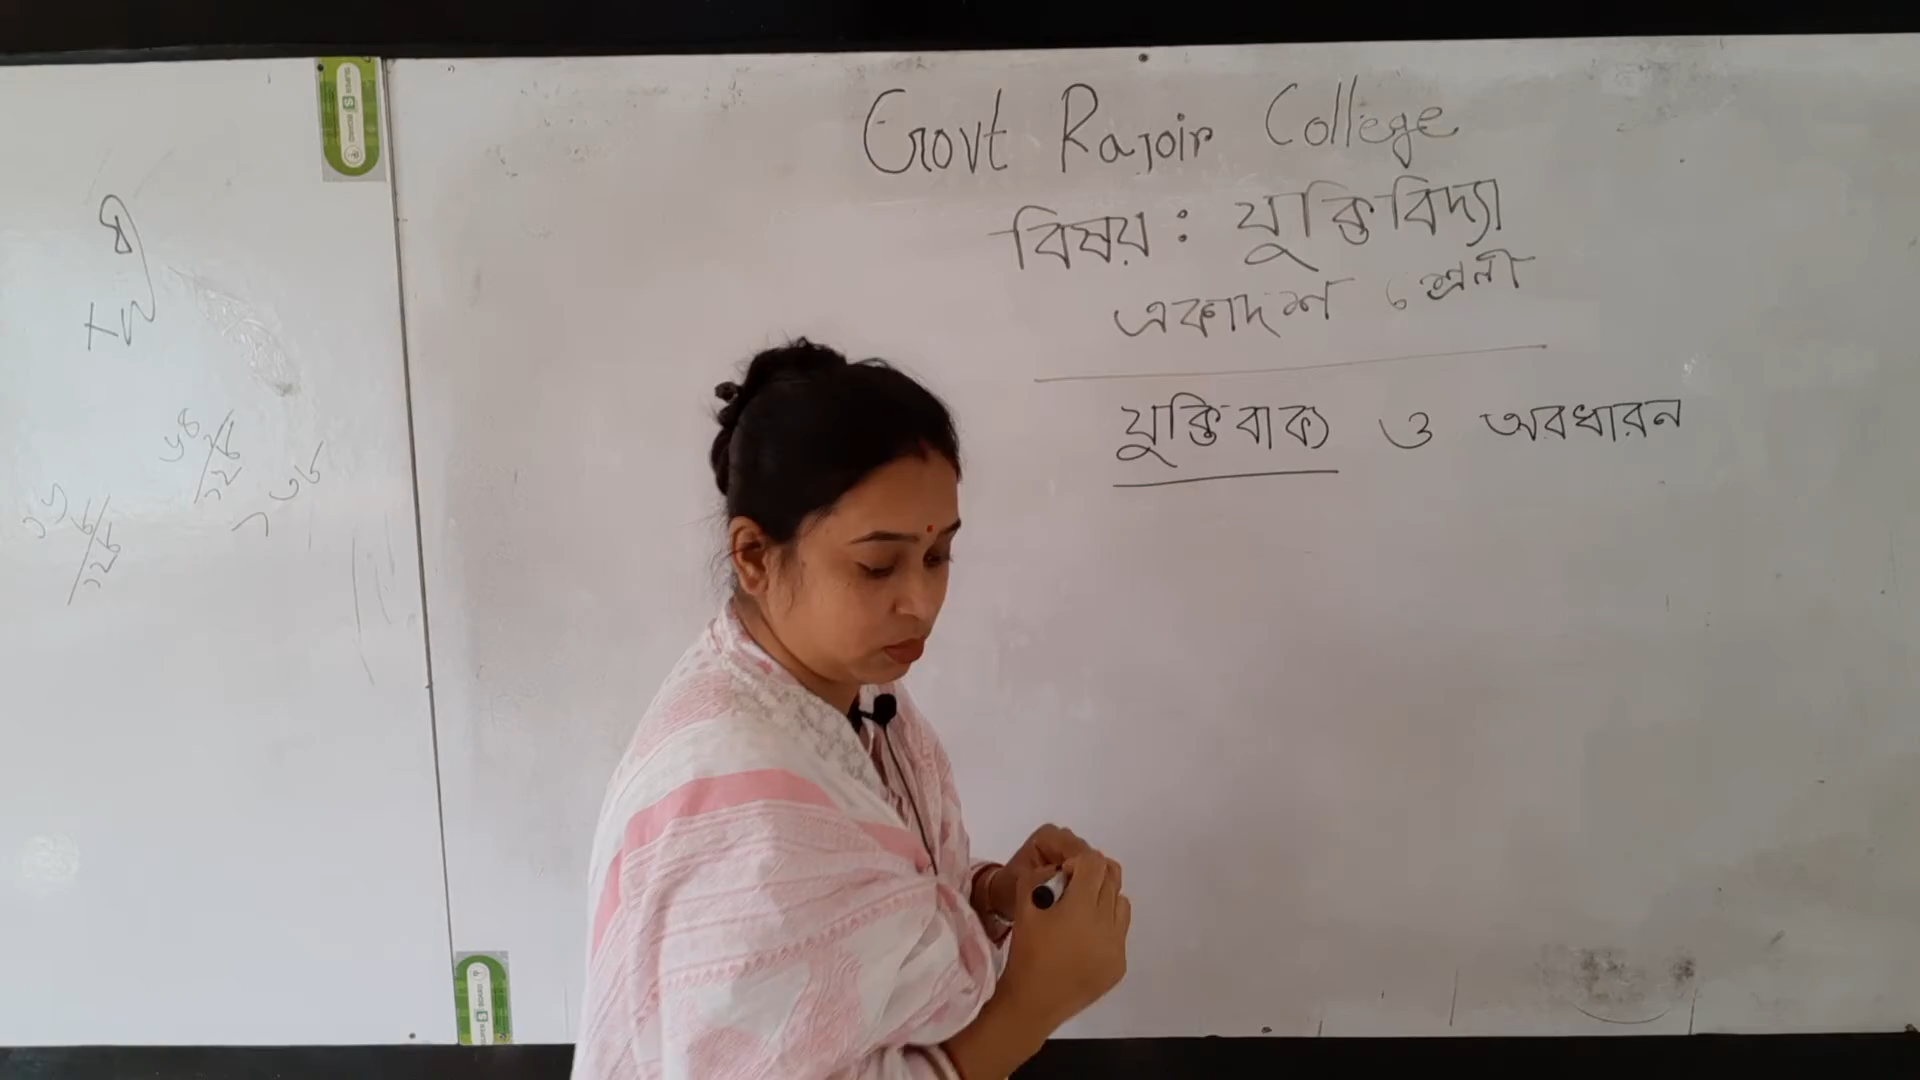 Govt Rajoir College
বিষয়: যুক্তিবিদ্যা
একাদশ শ্রেনী
যুক্তিবাক্য ও অবধারন